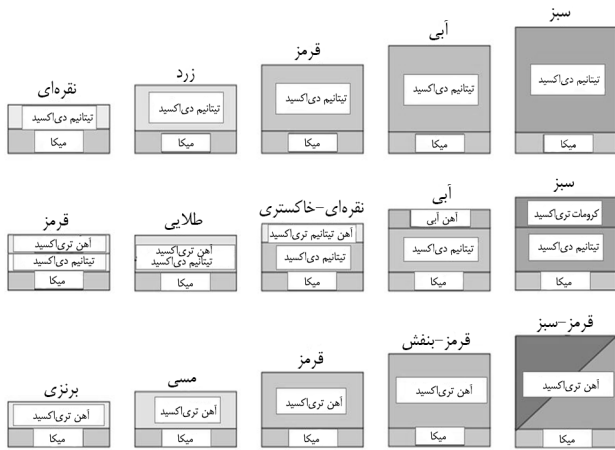 سبز
تیتانیم دی‌اکسید
میکا
آبی
تیتانیم دی‌اکسید
میکا
قرمز
تیتانیم دی‌اکسید
میکا
زرد
تیتانیم دی‌اکسید
میکا
نقره‌ای
تیتانیم دی‌اکسید
میکا
سبز
کرومات تری‌اکسید
تیتانیم دی‌اکسید
میکا
آبی
آهن آبی
تیتانیم دی‌اکسید
میکا
نقره‌ای-خاکستری
آهن تیتانیم تری‌اکسید
تیتانیم دی‌اکسید
میکا
طلایی
آهن تری‌اکسید
تیتانیم دی‌اکسید
میکا
قرمز
آهن تری‌اکسید
تیتانیم دی‌اکسید
میکا
قرمز-سبز
آهن تری‌اکسید
میکا
قرمز-بنفش
آهن تری‌اکسید
میکا
قرمز
آهن تری‌اکسید
میکا
مسی
آهن تری‌اکسید
میکا
برنزی
آهن تری‌اکسید
میکا